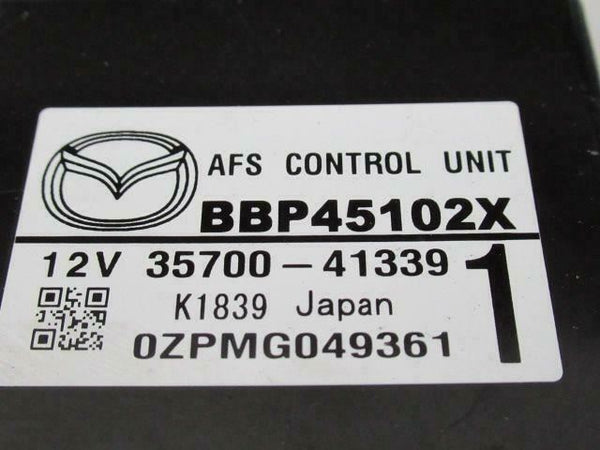 AFS CONTROL UNIT
BBP45102X
12V 35700-41339 1
K1839 Japan
0ZPMG049361